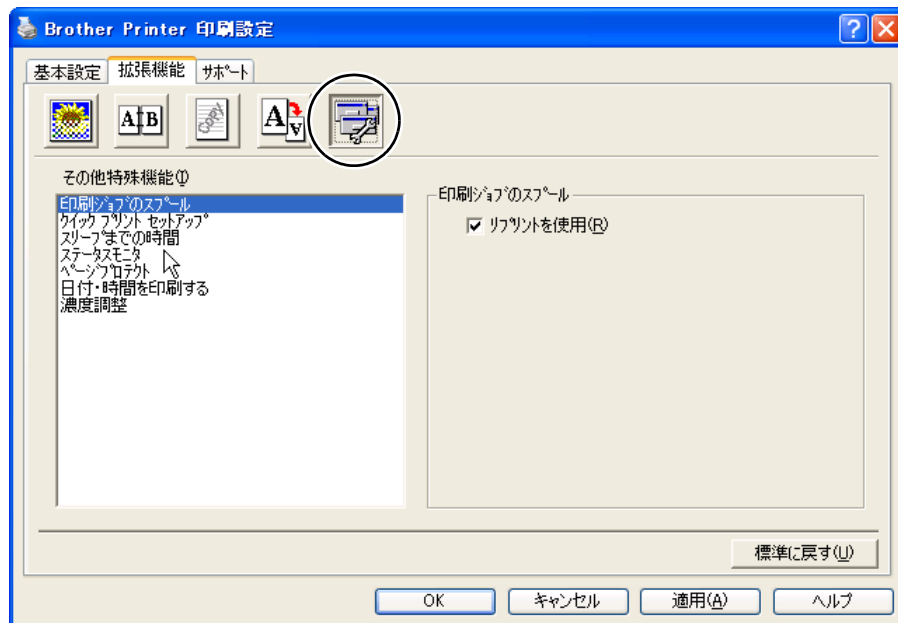 Brother Printer 印刷設定
基本設定 拡張機能 ｻﾎﾟｰﾄ
A B
Copy
A A
その他特殊機能(I)
印刷ｼﾞｮﾌﾞのｽﾌﾟｰﾙ
ｸｲｯｸ ﾌﾟﾘﾝﾄ ｾｯﾄｱｯﾌﾟ
ｽﾘｰﾌﾟまでの時間
ｽﾃｰﾀｽﾓﾆﾀ
ﾍﾟｰｼﾞﾌﾟﾛﾃｸﾄ
日付･時間を印刷する
濃度調整
印刷ｼﾞｮﾌﾞのｽﾌﾟｰﾙ
ﾘﾌﾟﾘﾝﾄを使用(R)
標準に戻す(U)
OK キャンセル 適用(A) ヘルプ